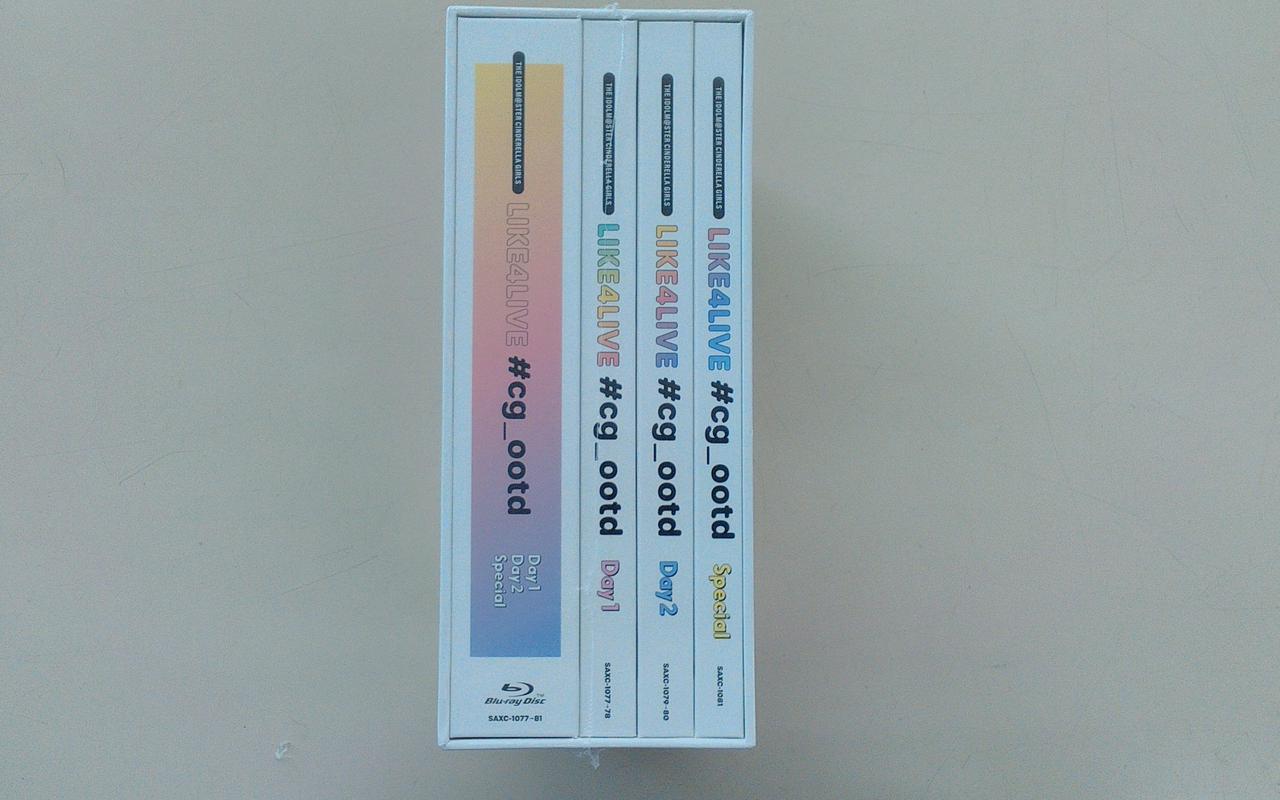 THE IDOLM@STER CINDERELLA GIRLS
LIKE4LIVE #cg_ootd
Day1
Day2
Special
Blu-ray Disc™
SAXC-1077~81
THE IDOLM@STER CINDERELLA GIRLS
LIKE4LIVE #cg_ootd Day1
SAXC-1077~78
THE IDOLM@STER CINDERELLA GIRLS
LIKE4LIVE #cg_ootd Day2
SAXC-1079~80
THE IDOLM@STER CINDERELLA GIRLS
LIKE4LIVE #cg_ootd Special
SAXC-1081